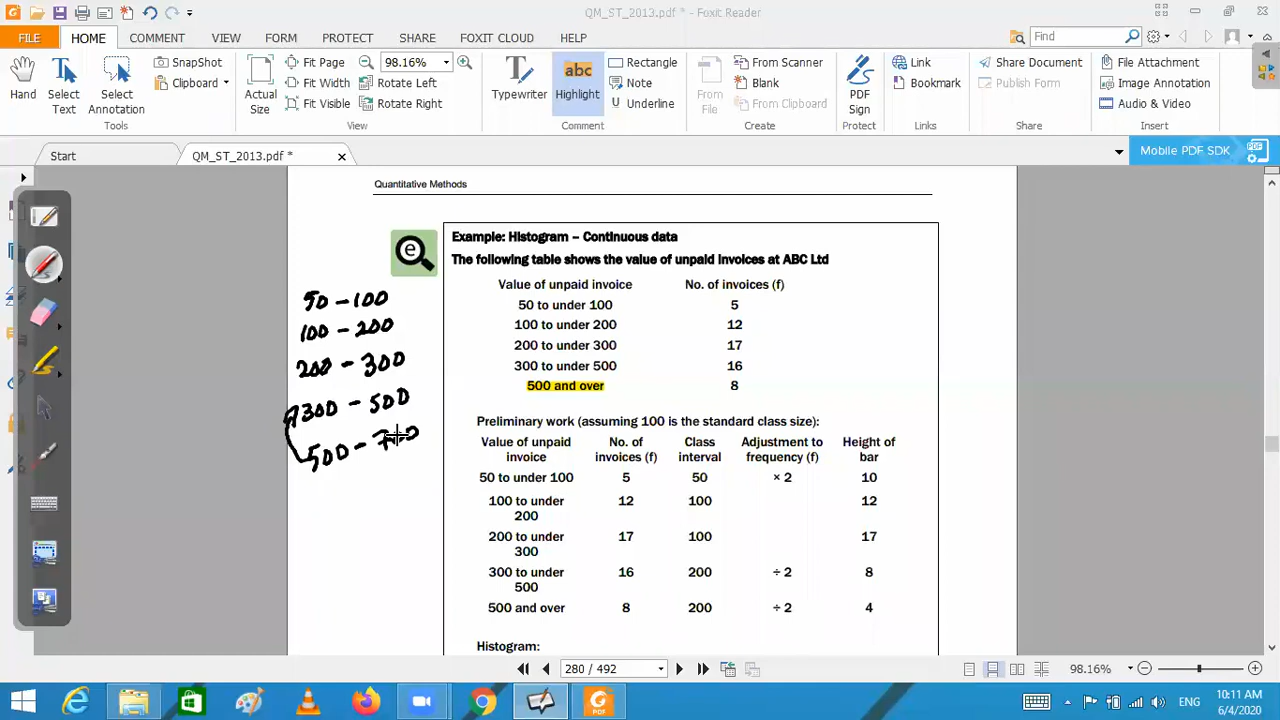 QM_ST_2013.pdf * - Foxit Reader
FILE HOME COMMENT VIEW FORM PROTECT SHARE FOXIT CLOUD HELP Find
Hand Select Text Select Annotation SnapShot Clipboard Tools
Actual Size Fit Page Fit Width Fit Visible 98.16% Rotate Left Rotate Right View
Typewriter abc Highlight Rectangle Note Underline Comment
From File From Scanner Blank From Clipboard Create
PDF Sign Protect
Link Bookmark Links
Share Document Publish Form Share
File Attachment Image Annotation Audio & Video Insert
Start QM_ST_2013.pdf * Mobile PDF SDK
Quantitative Methods
Example: Histogram – Continuous data
The following table shows the value of unpaid invoices at ABC Ltd
Value of unpaid invoice No. of invoices (f)
50 to under 100 5
100 to under 200 12
200 to under 300 17
300 to under 500 16
500 and over 8
50 - 100
100 - 200
200 - 300
300 - 500
500 - 700
Preliminary work (assuming 100 is the standard class size):
Value of unpaid No. of Class Adjustment to Height of
invoice invoices (f) interval frequency (f) bar
50 to under 100 5 50 × 2 10
100 to under 12 100 12
200
200 to under 17 100 17
300
300 to under 16 200 ÷ 2 8
500
500 and over 8 200 ÷ 2 4
Histogram:
280 / 492 98.16%
ENG 10:11 AM
6/4/2020